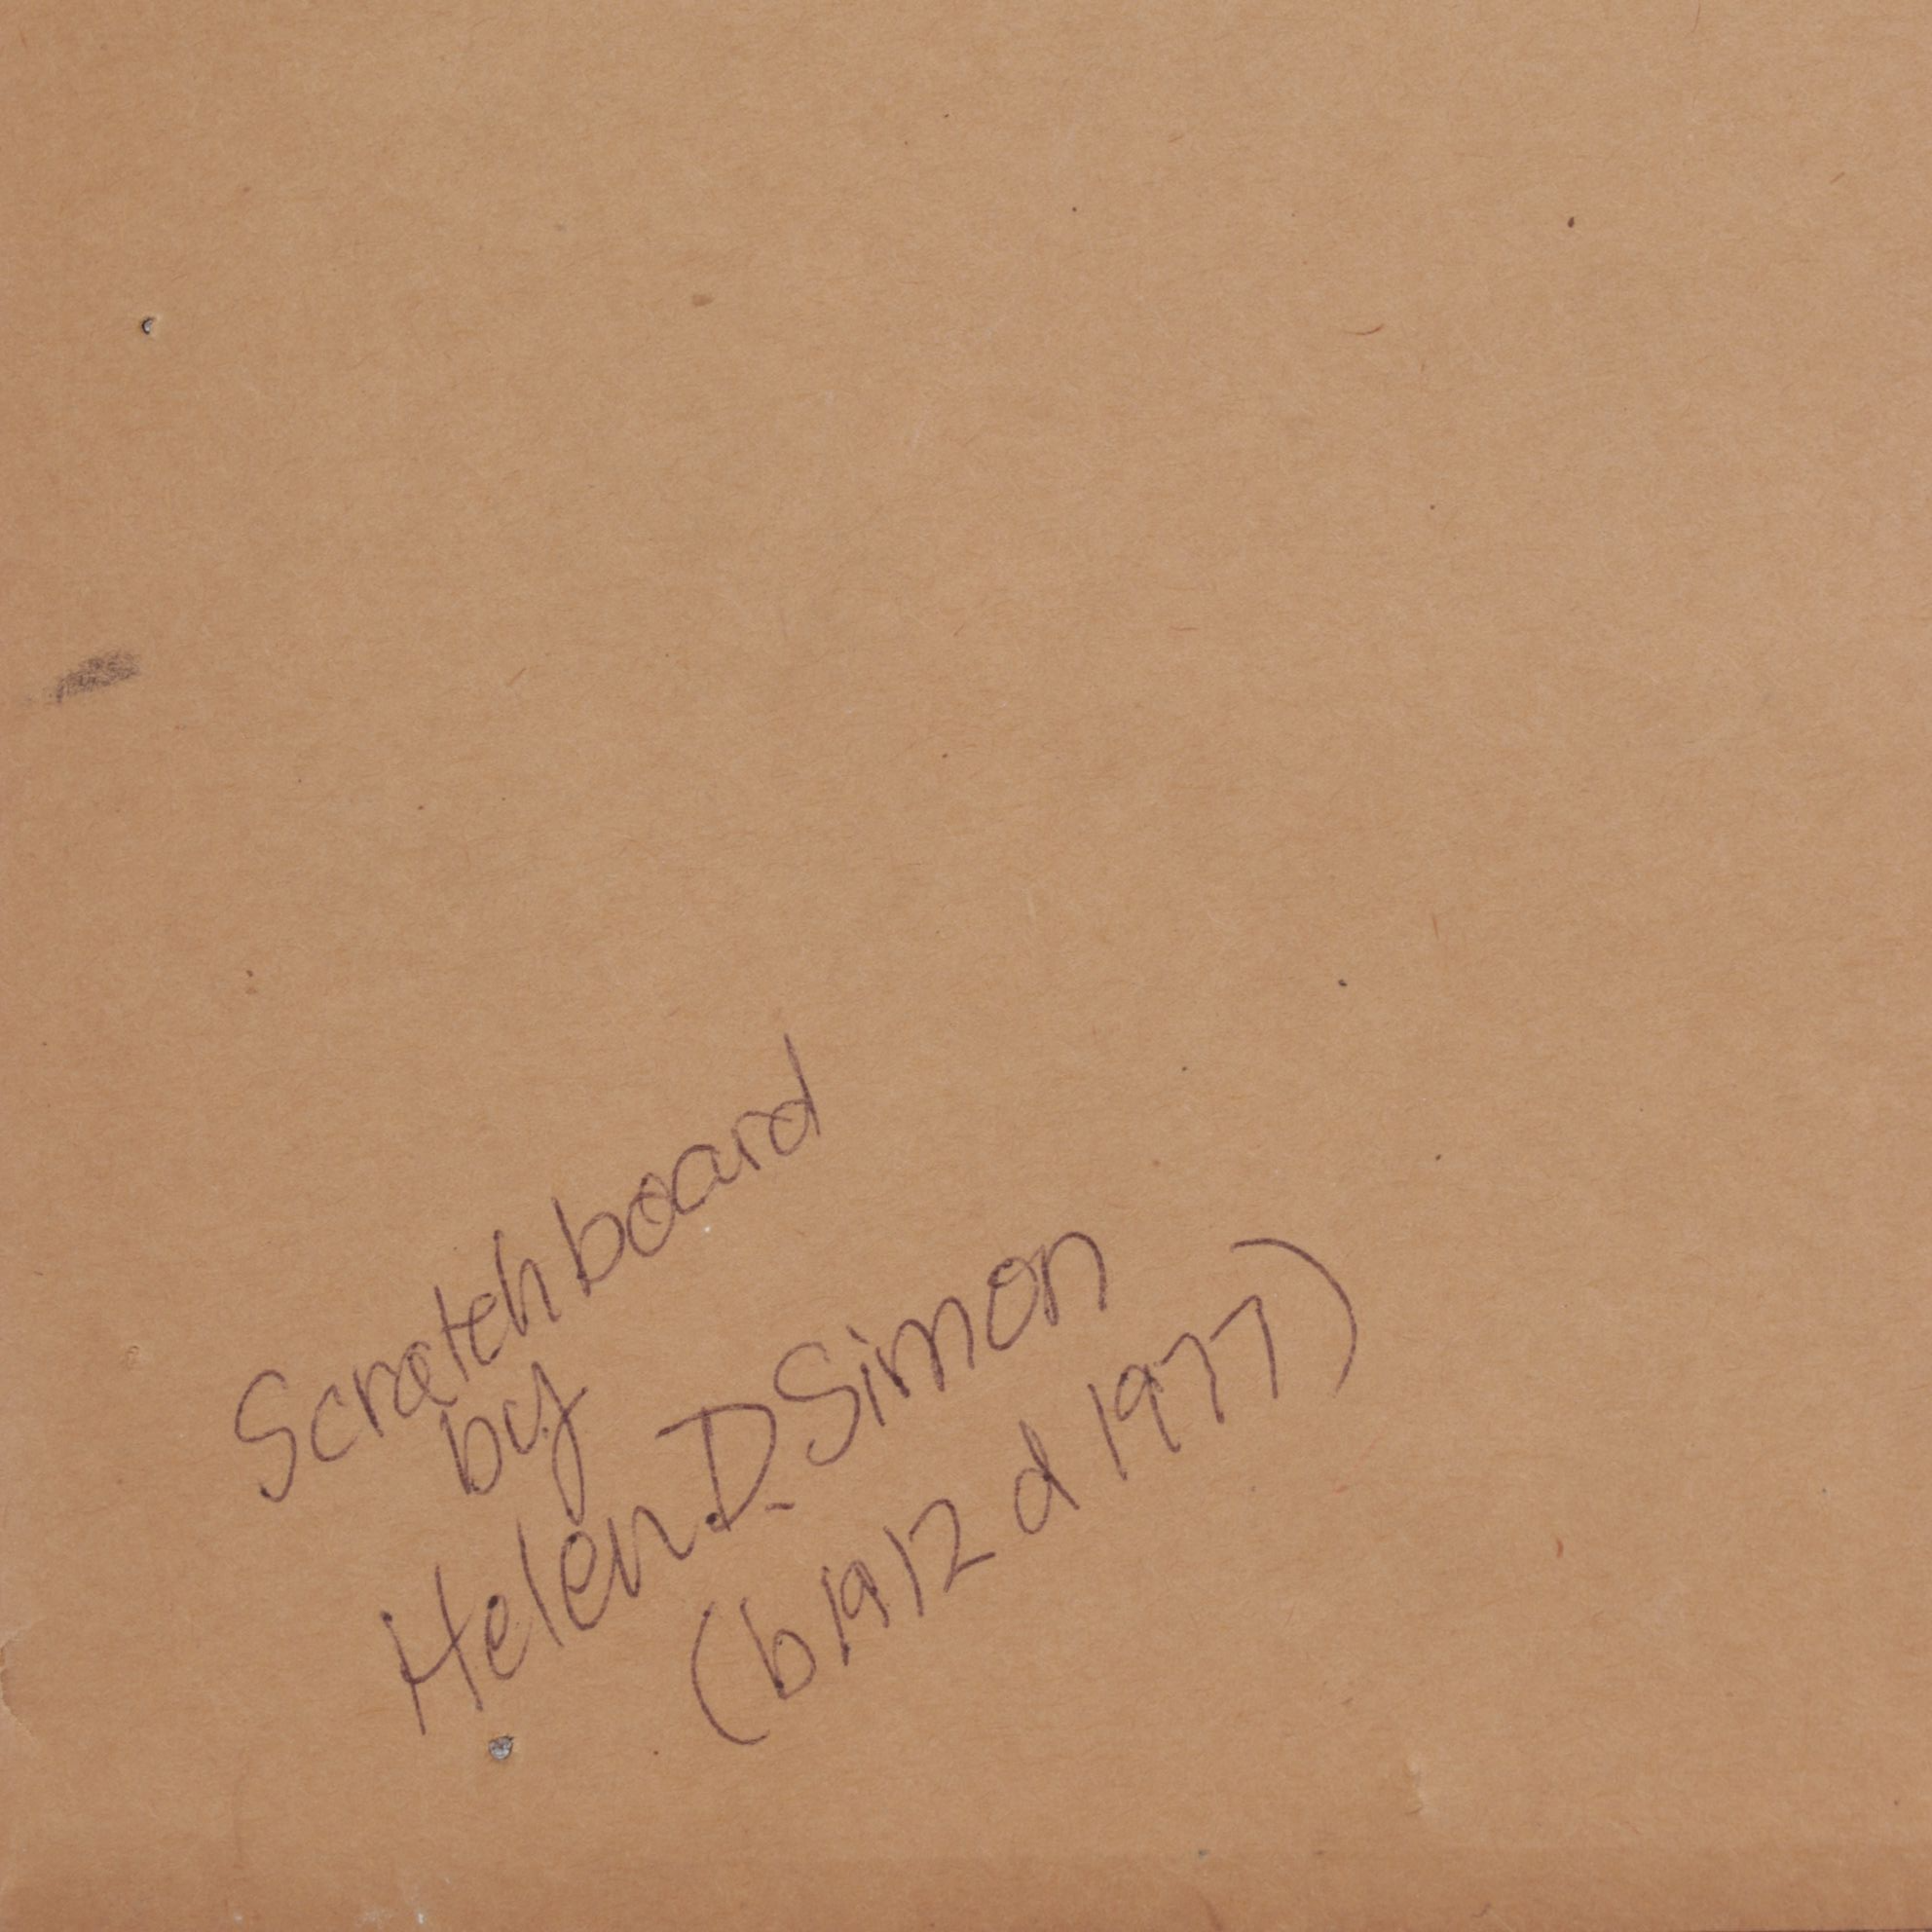 Scratchboard
by
Helen D. Simon
(b 1912 d 1977)